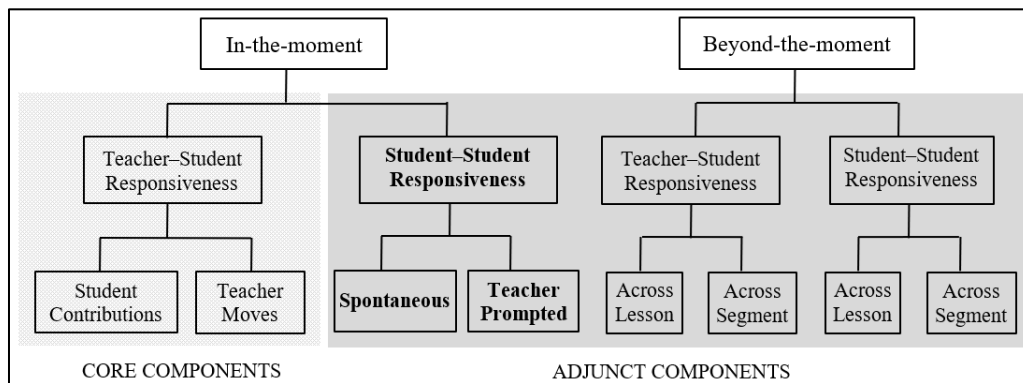 In-the-moment
Beyond-the-moment
Teacher–Student
Responsiveness
Student–Student
Responsiveness
Teacher–Student
Responsiveness
Student–Student
Responsiveness
Student
Contributions
Teacher
Moves
Spontaneous
Teacher
Prompted
Across
Lesson
Across
Segment
Across
Lesson
Across
Segment
CORE COMPONENTS
ADJUNCT COMPONENTS